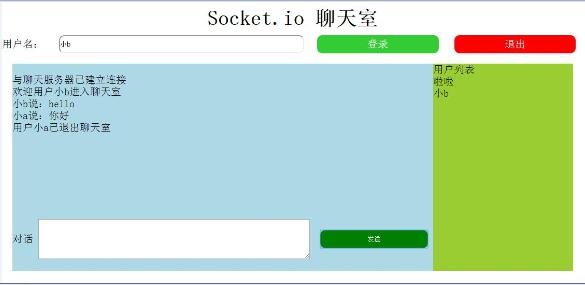 Socket.io 聊天室
用户名： 小b 登录 退出
与聊天服务器已建立连接
欢迎用户小b进入聊天室
小b说：hello
小a说：你好
用户小a已退出聊天室
对话 发送
用户列表
啦啦
小b